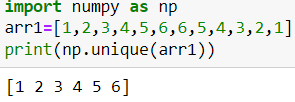 import numpy as np
arr1=[1,2,3,4,5,6,6,5,4,3,2,1]
print(np.unique(arr1))
[1 2 3 4 5 6]